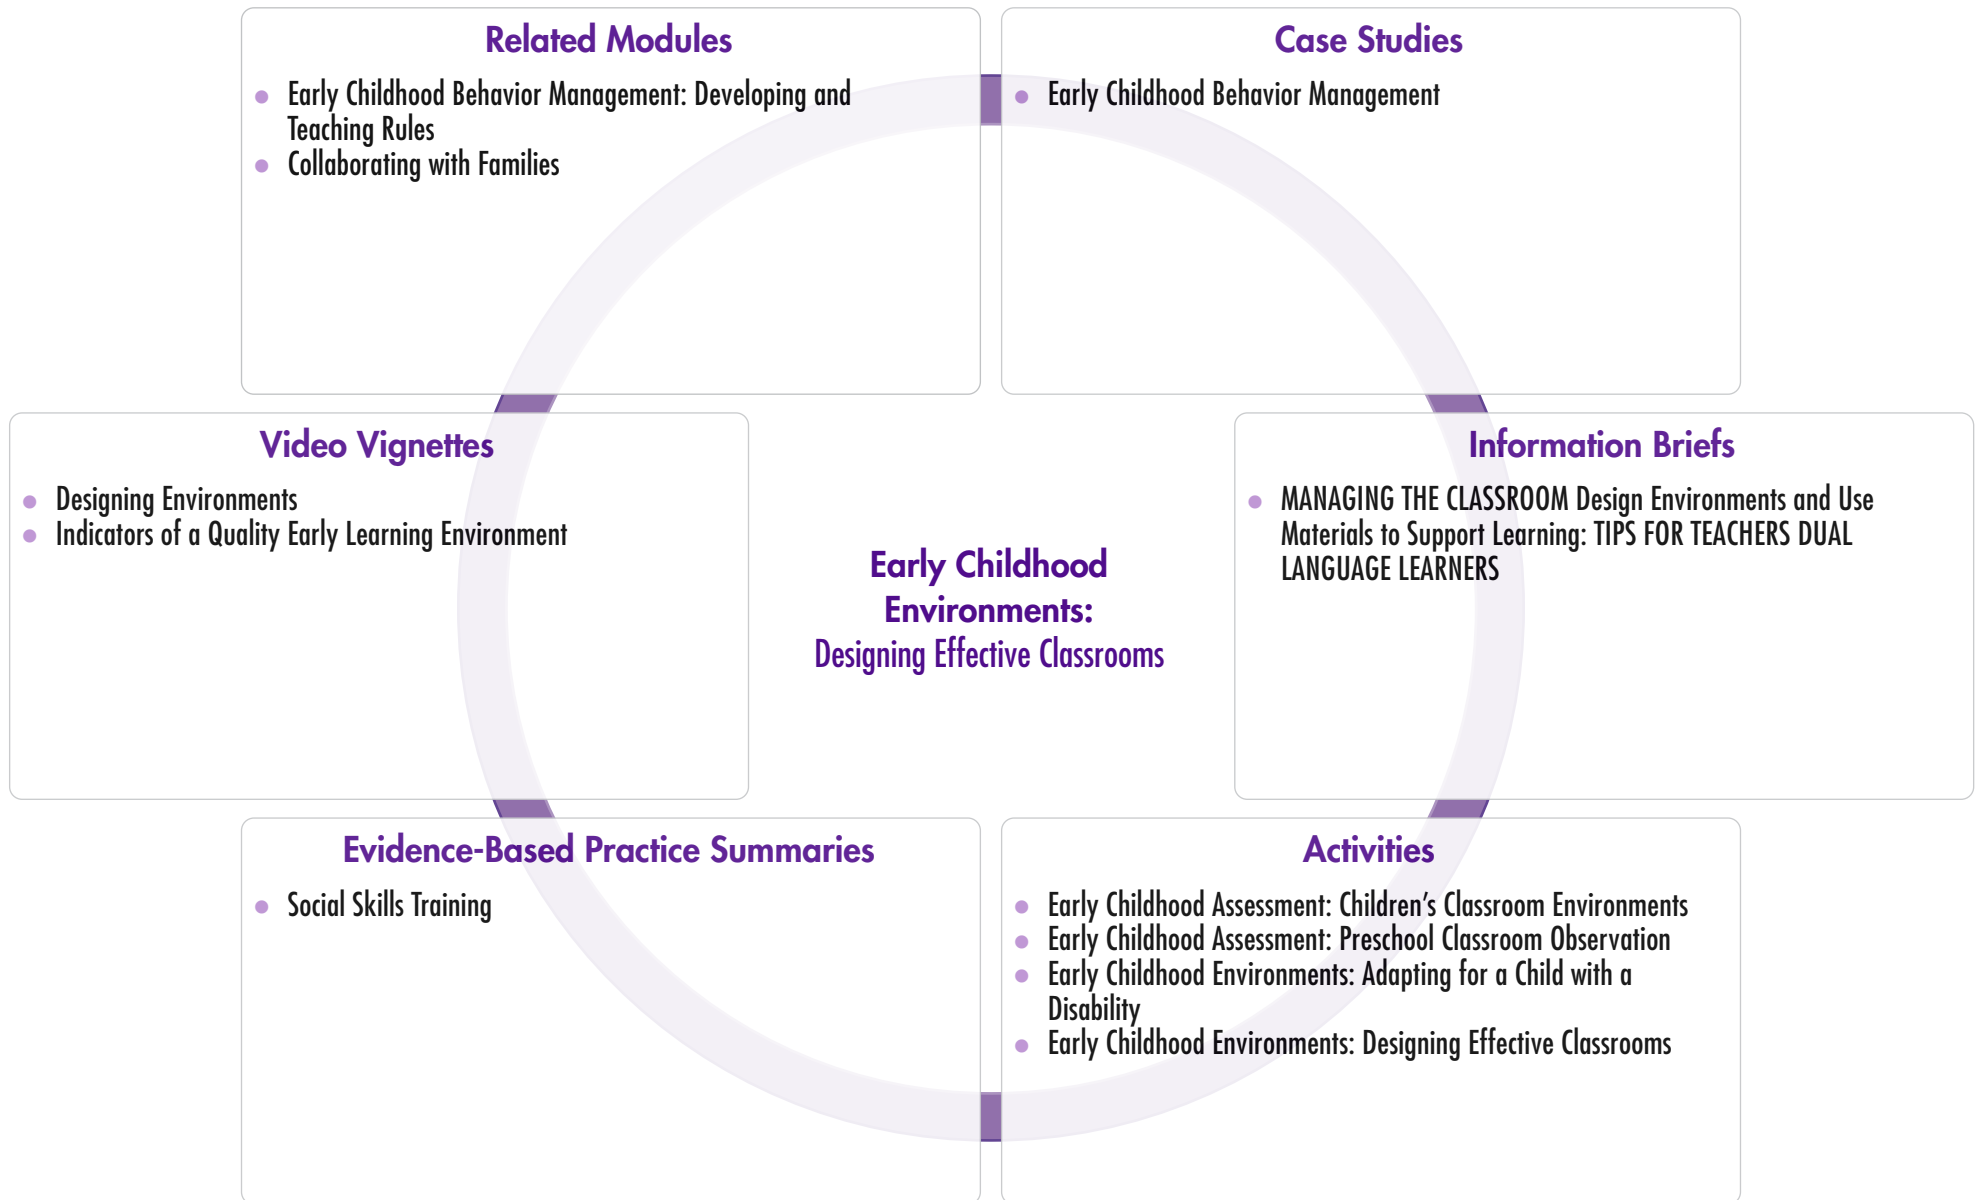 Related Modules
Early Childhood Behavior Management: Developing and
Teaching Rules
Collaborating with Families
Case Studies
Early Childhood Behavior Management
Video Vignettes
Designing Environments
Indicators of a Quality Early Learning Environment
Early Childhood
Environments:
Designing Effective Classrooms
Information Briefs
MANAGING THE CLASSROOM Design Environments and Use
Materials to Support Learning: TIPS FOR TEACHERS DUAL
LANGUAGE LEARNERS
Evidence-Based Practice Summaries
Social Skills Training
Activities
Early Childhood Assessment: Children’s Classroom Environments
Early Childhood Assessment: Preschool Classroom Observation
Early Childhood Environments: Adapting for a Child with a
Disability
Early Childhood Environments: Designing Effective Classrooms